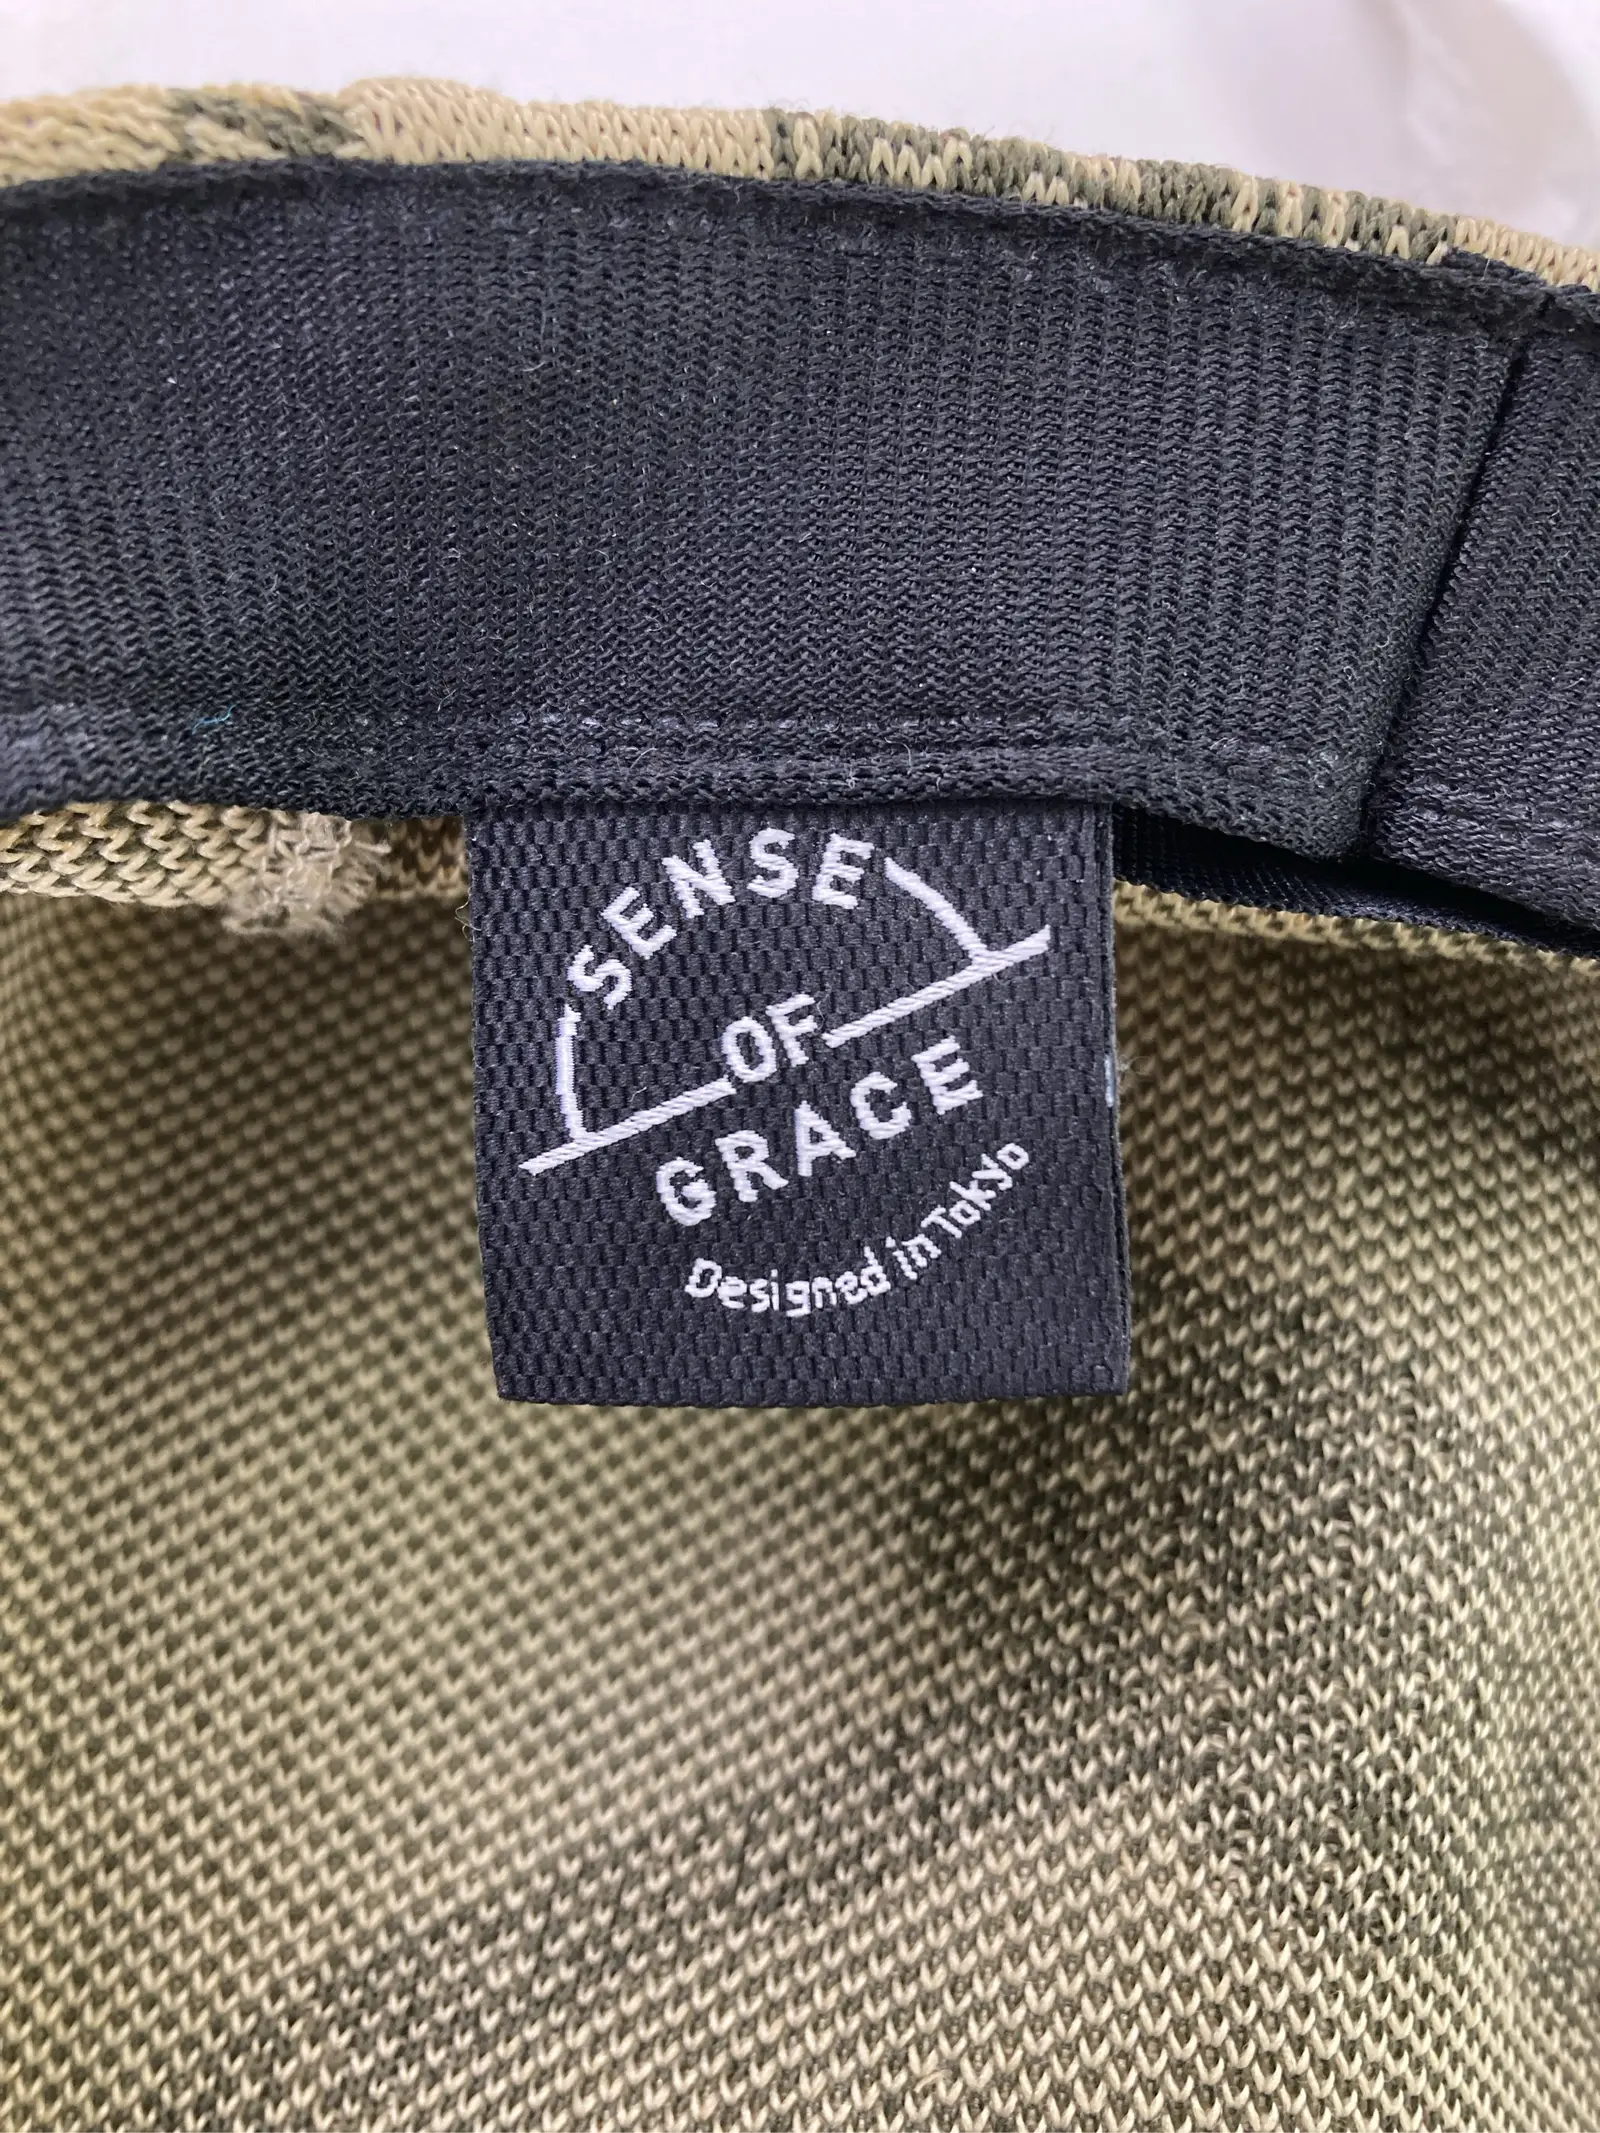 SENSE
OF
GRACE
Designed in Tokyo